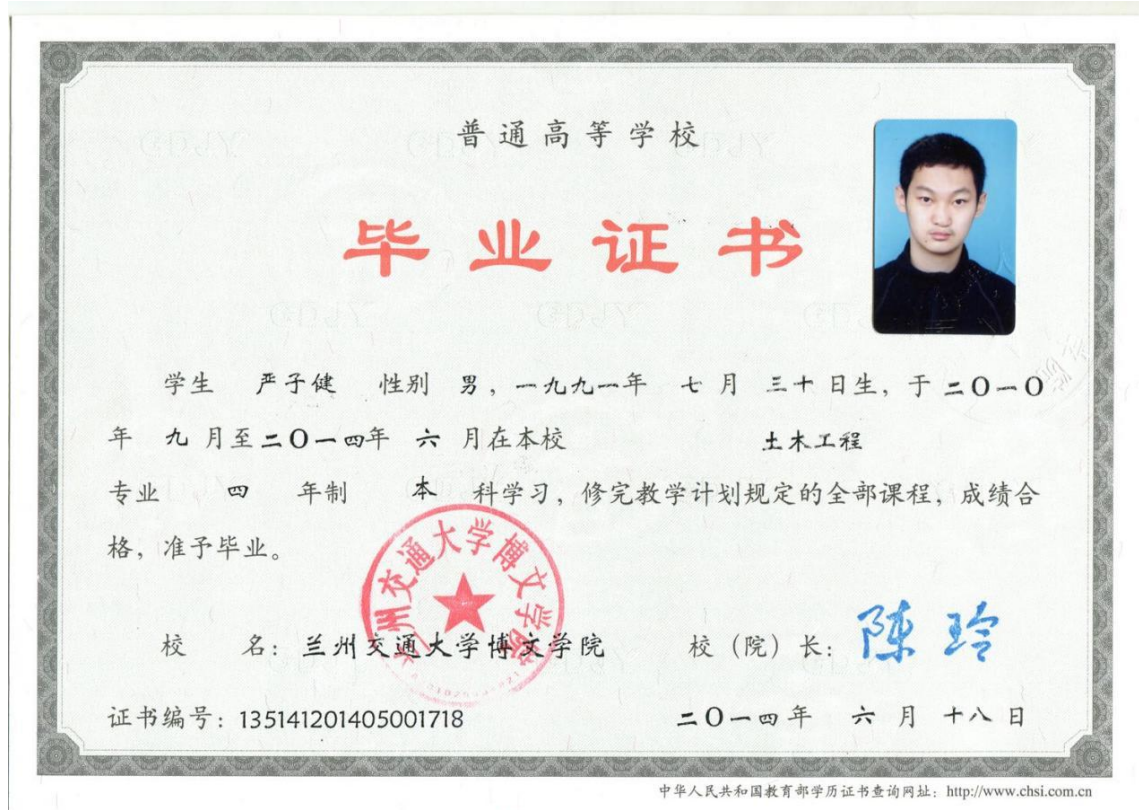 普通高等学校
毕业证书
学生 严子健 性别 男，一九九一年 七 月 三十日生，于二〇一〇
年 九 月至二〇一四年 六 月在本校 土木工程
专业 四 年制 本 科学习，修完教学计划规定的全部课程，成绩合
格，准予毕业。
兰州交通大学博文学院
校 名：兰州交通大学博文学院 校（院）长：陈玲
证书编号：135141201405001718 二〇一四年 六 月 十八日
中华人民共和国教育部学历证书查询网址：http://www.chsi.com.cn